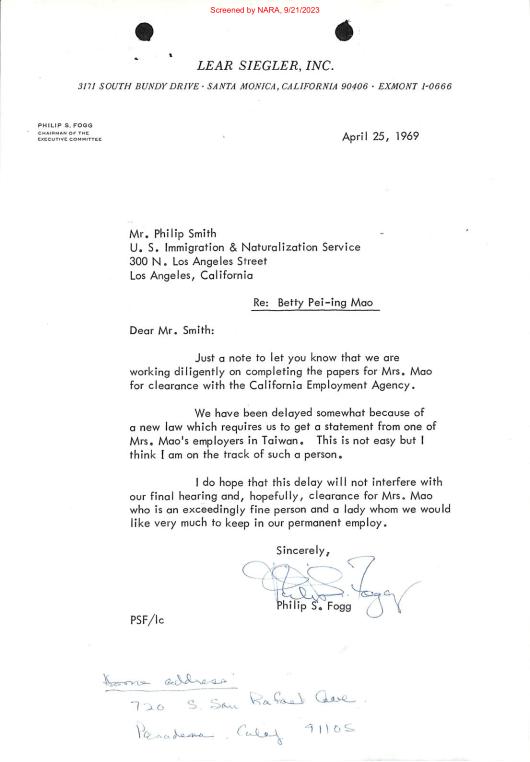 Screened by NARA, 9/21/2023
LEAR SIEGLER, INC.
3171 SOUTH BUNDY DRIVE · SANTA MONICA, CALIFORNIA 90406 · EXMONT 1-0666
PHILIP S. FOGG
CHAIRMAN OF THE
EXECUTIVE COMMITTEE
April 25, 1969
Mr. Philip Smith
U. S. Immigration & Naturalization Service
300 N. Los Angeles Street
Los Angeles, California
Re: Betty Pei-ing Mao
Dear Mr. Smith:
Just a note to let you know that we are
working diligently on completing the papers for Mrs. Mao
for clearance with the California Employment Agency.
We have been delayed somewhat because of
a new law which requires us to get a statement from one of
Mrs. Mao's employers in Taiwan. This is not easy but I
think I am on the track of such a person.
I do hope that this delay will not interfere with
our final hearing and, hopefully, clearance for Mrs. Mao
who is an exceedingly fine person and a lady whom we would
like very much to keep in our permanent employ.
Sincerely,
Philip S. Fogg
Philip S. Fogg
PSF/lc
Home address:
720 S. San Rafael Ave.
Pasadena, Calif 91105